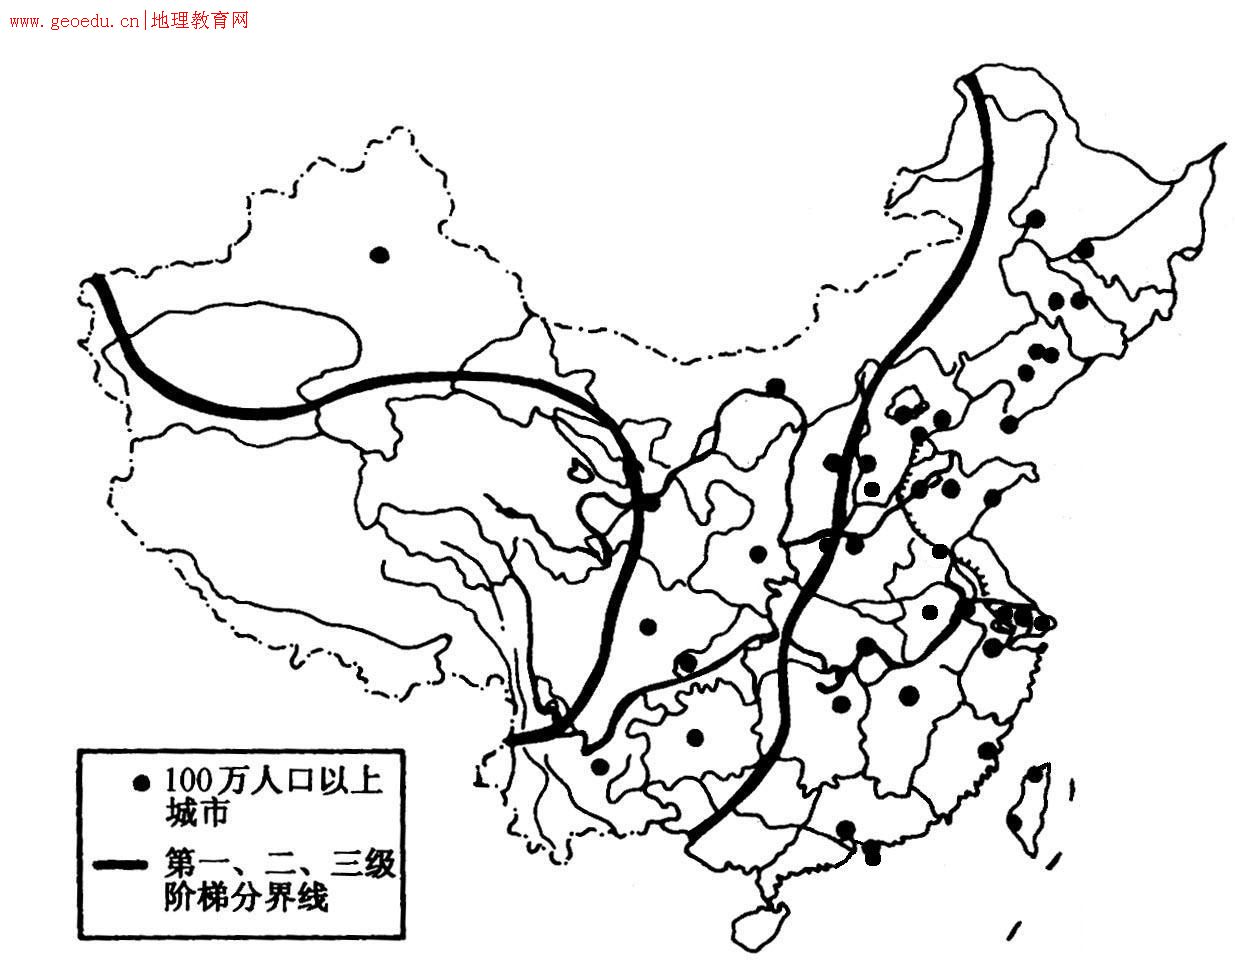 www.geoedu.cn|地理教育网
100万人口以上
城市
第一、二、三级
阶梯分界线